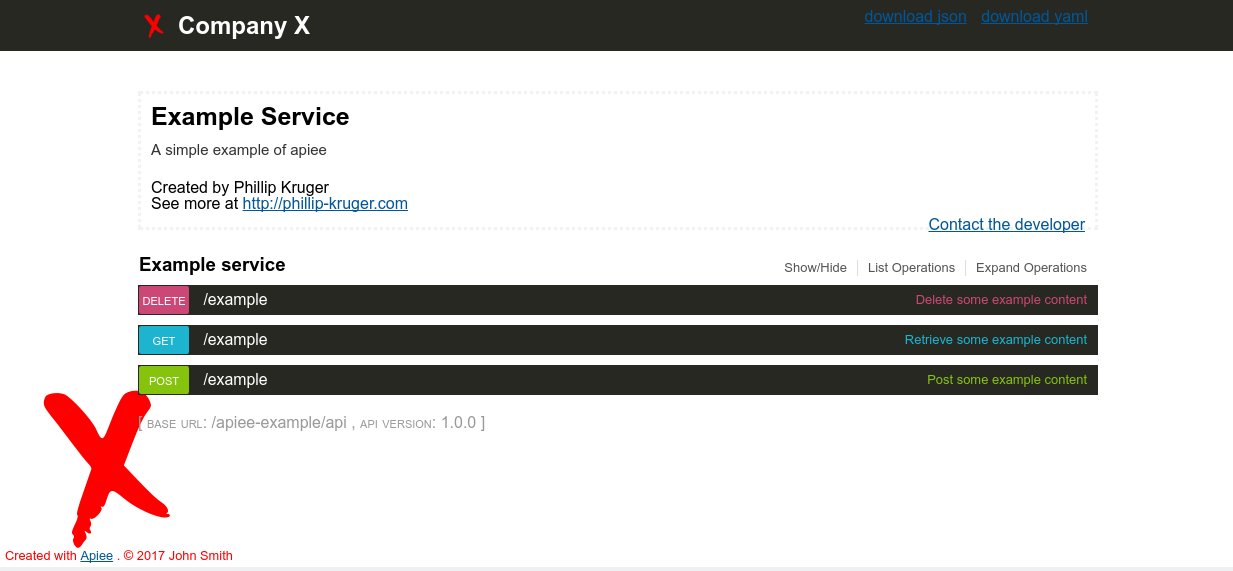 Company X
download json download yaml
Example Service
A simple example of apiee
Created by Phillip Kruger
See more at http://phillip-kruger.com
Contact the developer
Example service
Show/Hide List Operations Expand Operations
DELETE /example Delete some example content
GET /example Retrieve some example content
POST /example Post some example content
[ BASE URL: /apiee-example/api , API VERSION: 1.0.0 ]
Created with Apiee . © 2017 John Smith